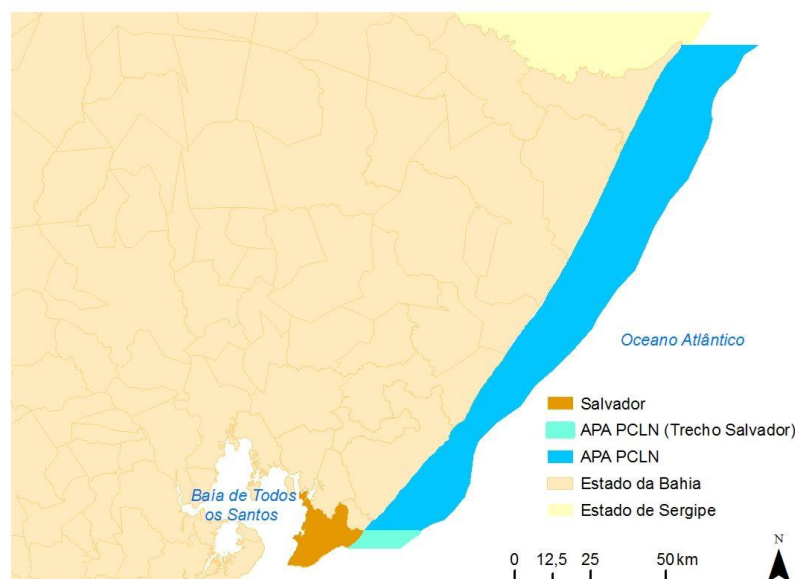 Oceano Atlântico
Salvador
APA PCLN (Trecho Salvador)
APA PCLN
Estado da Bahia
Estado de Sergipe
Baía de Todos
os Santos
N
0 12,5 25 50 km